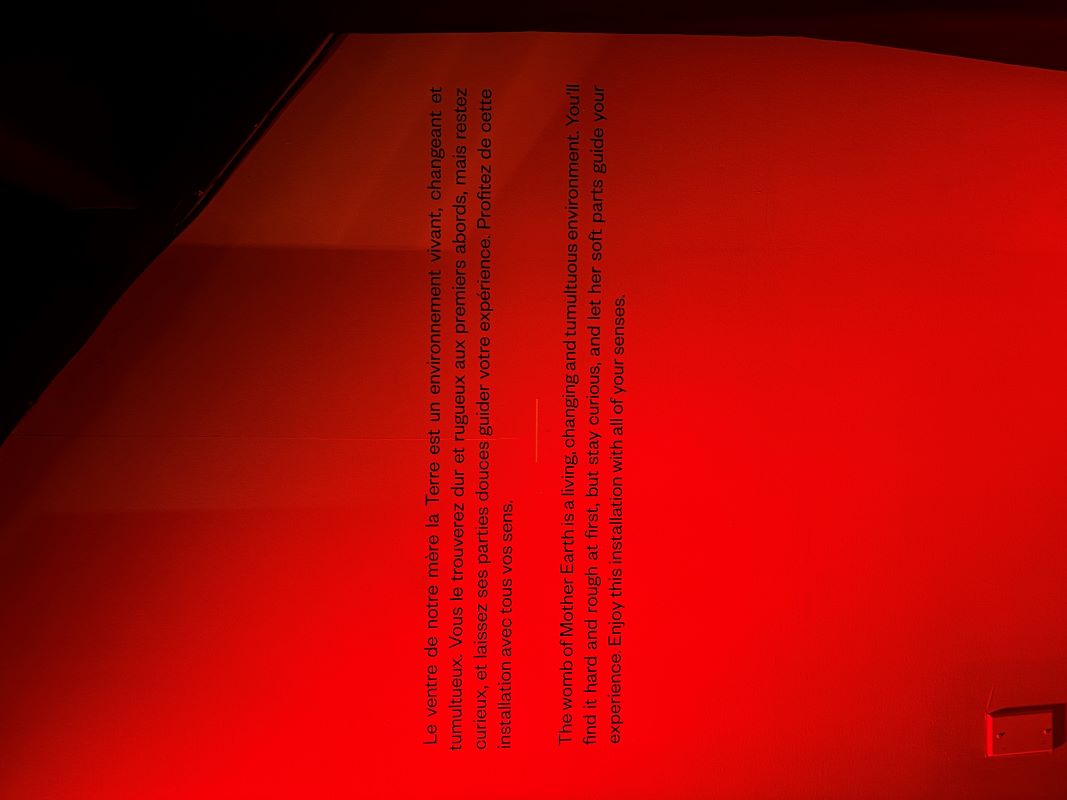 Le ventre de notre mère la Terre est un environnement vivant, changeant et
tumultueux. Vous le trouverez dur et rugueux aux premiers abords, mais restez
curieux, et laissez ses parties douces guider votre expérience. Profitez de cette
installation avec tous vos sens.
The womb of Mother Earth is a living, changing and tumultuous environment. You'll
find it hard and rough at first, but stay curious, and let her soft parts guide your
experience. Enjoy this installation with all of your senses.